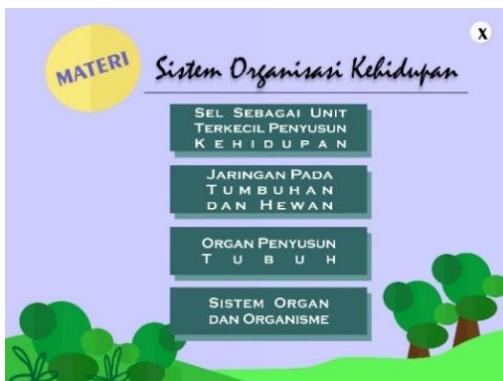 X
MATERI
Sistem Organisasi Kehidupan
SEL SEBAGAI UNIT
TERKECIL PENYUSUN
KEHIDUPAN
JARINGAN PADA
TUMBUHAN
DAN HEWAN
ORGAN PENYUSUN
TUBUH
SISTEM ORGAN
DAN ORGANISME